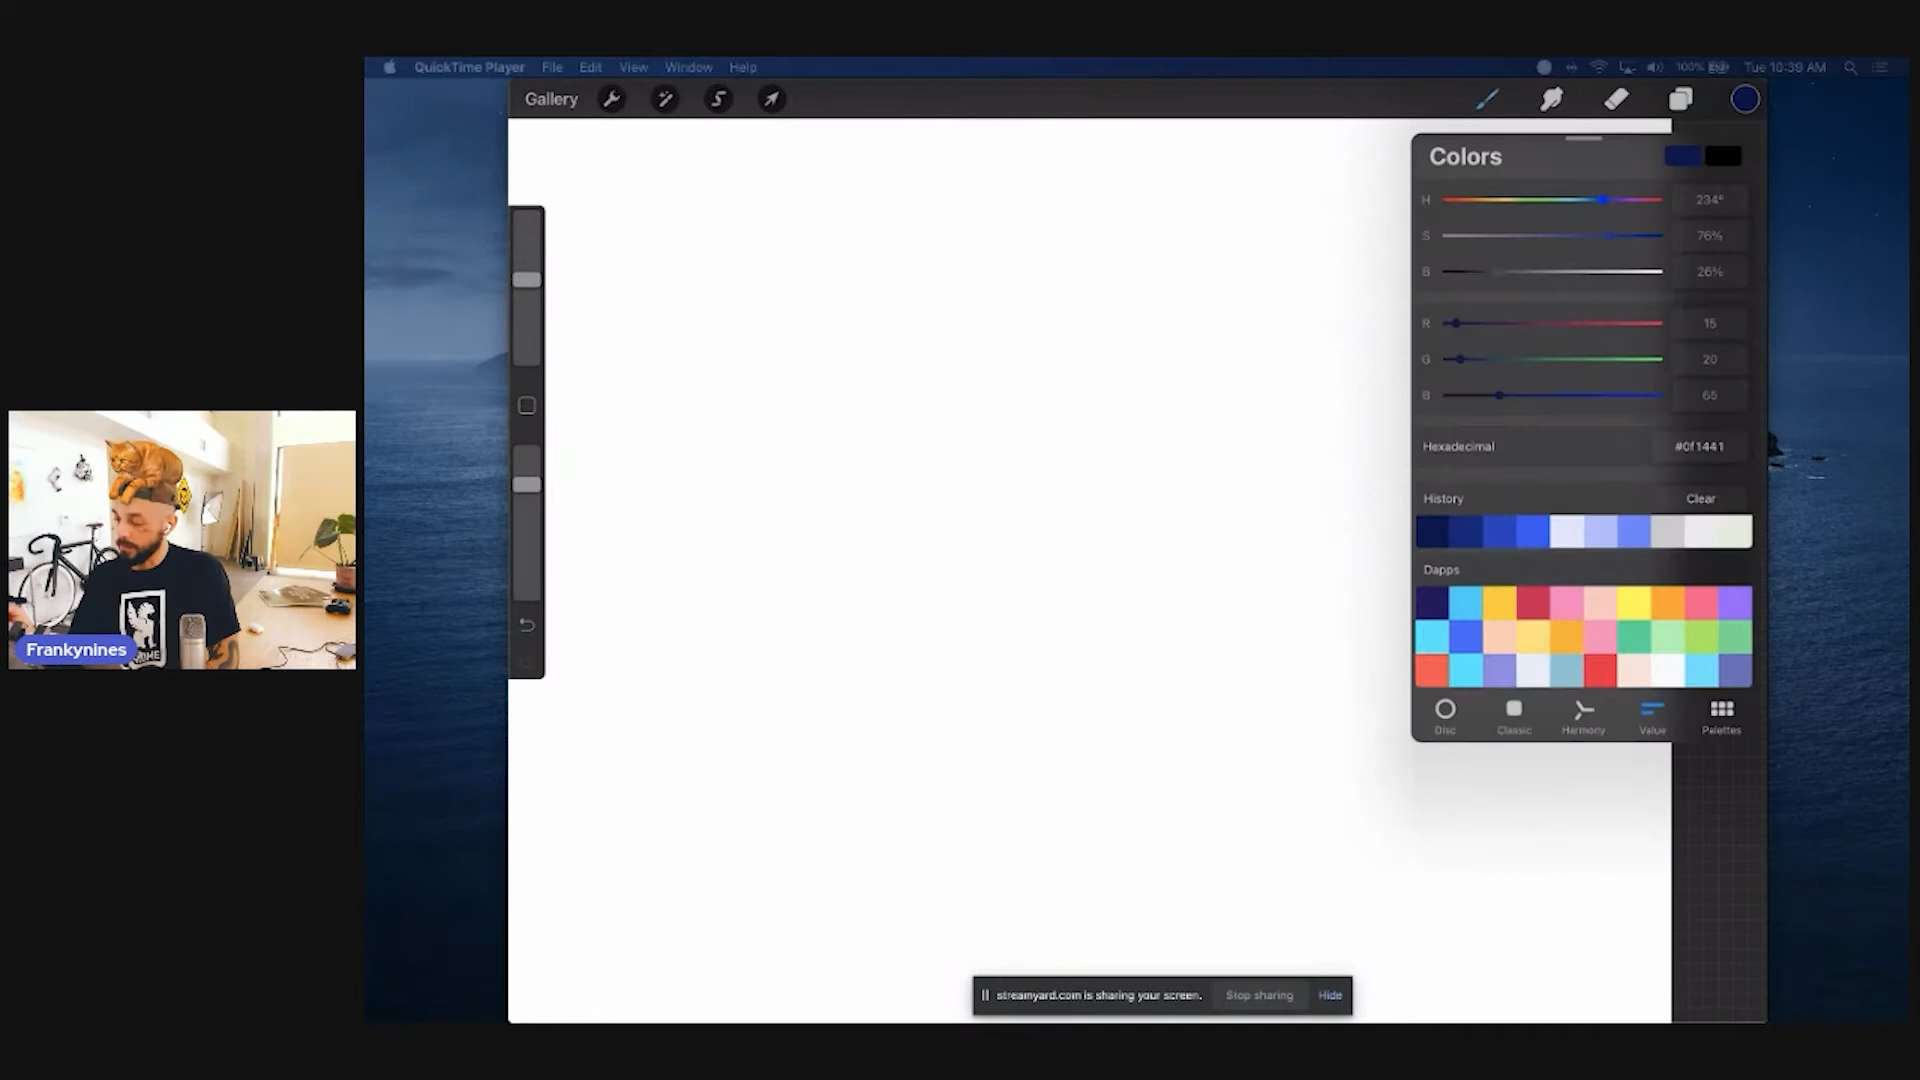 QuickTime Player File Edit View Window Help 100% Tue 10:39 AM
Gallery
Colors
H 234°
S 76%
B 26%
R 15
G 20
B 65
Hexadecimal #0f1441
History Clear
Dapps
Disc Classic Harmony Value Palettes
Frankynines
streamyard.com is sharing your screen. Stop sharing Hide